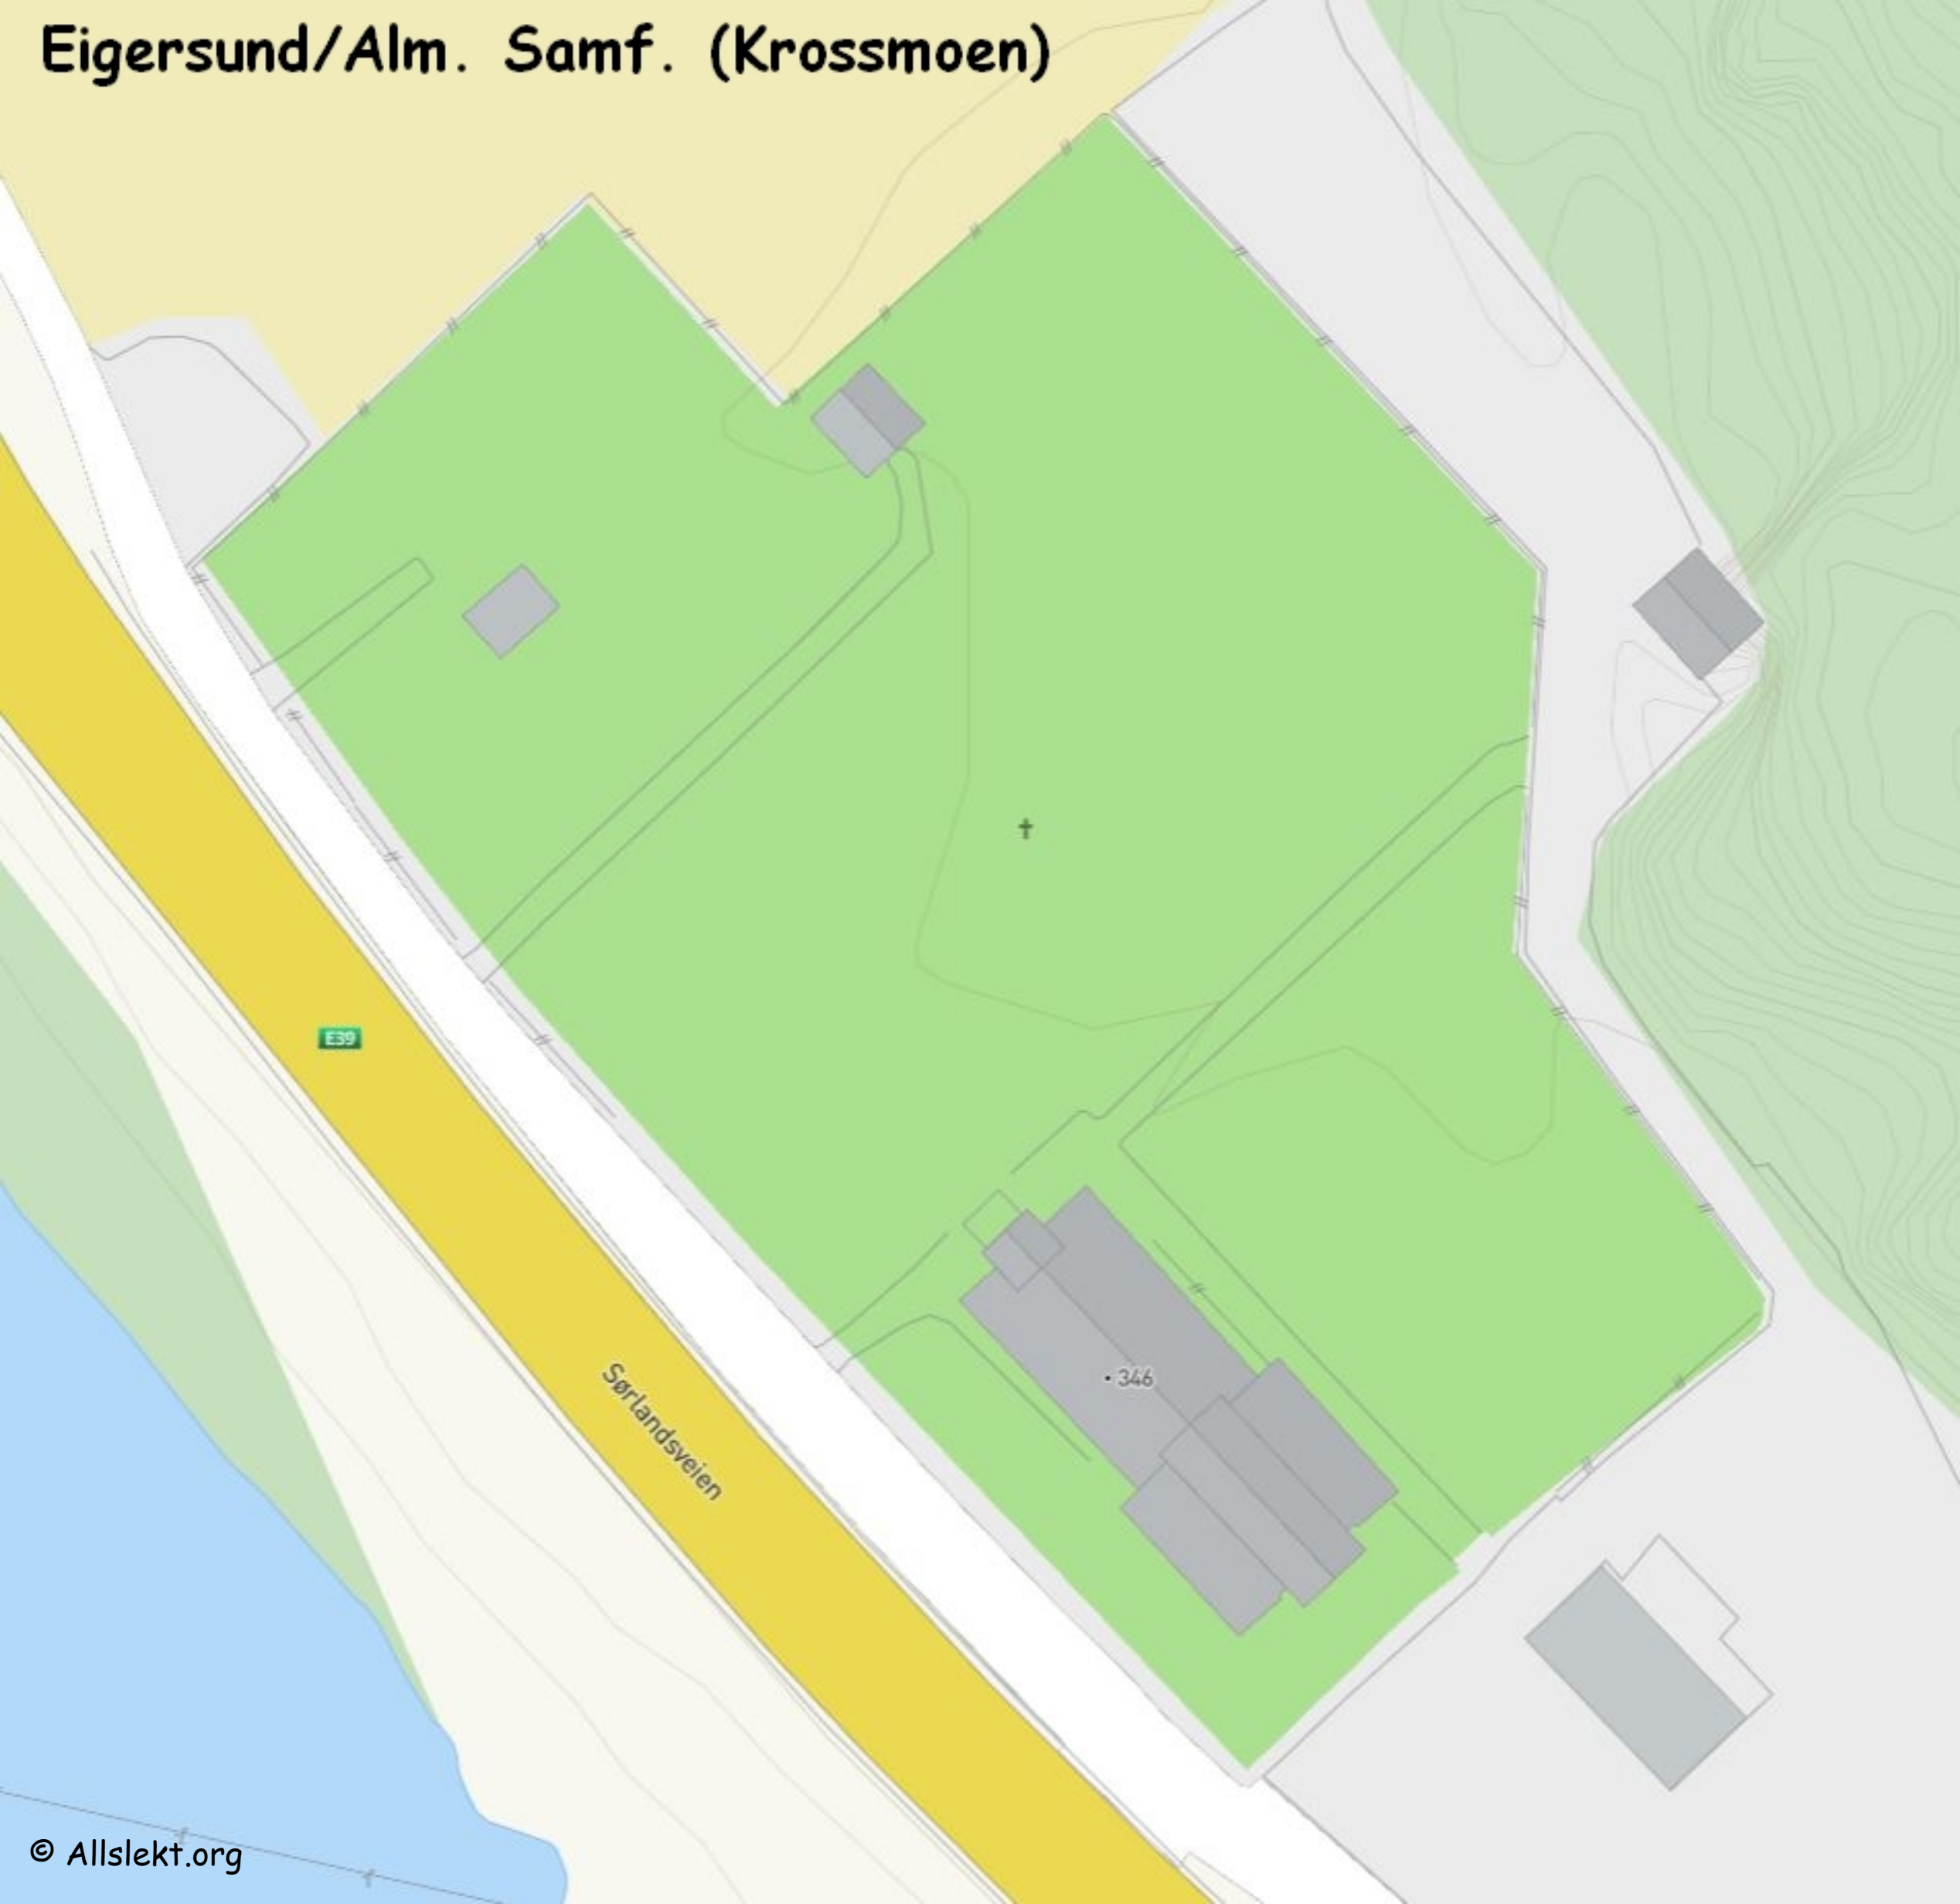 Eigersund/Alm. Samf. (Krossmoen)
E39
• 346
Sørlandsveien
© Allslekt.org